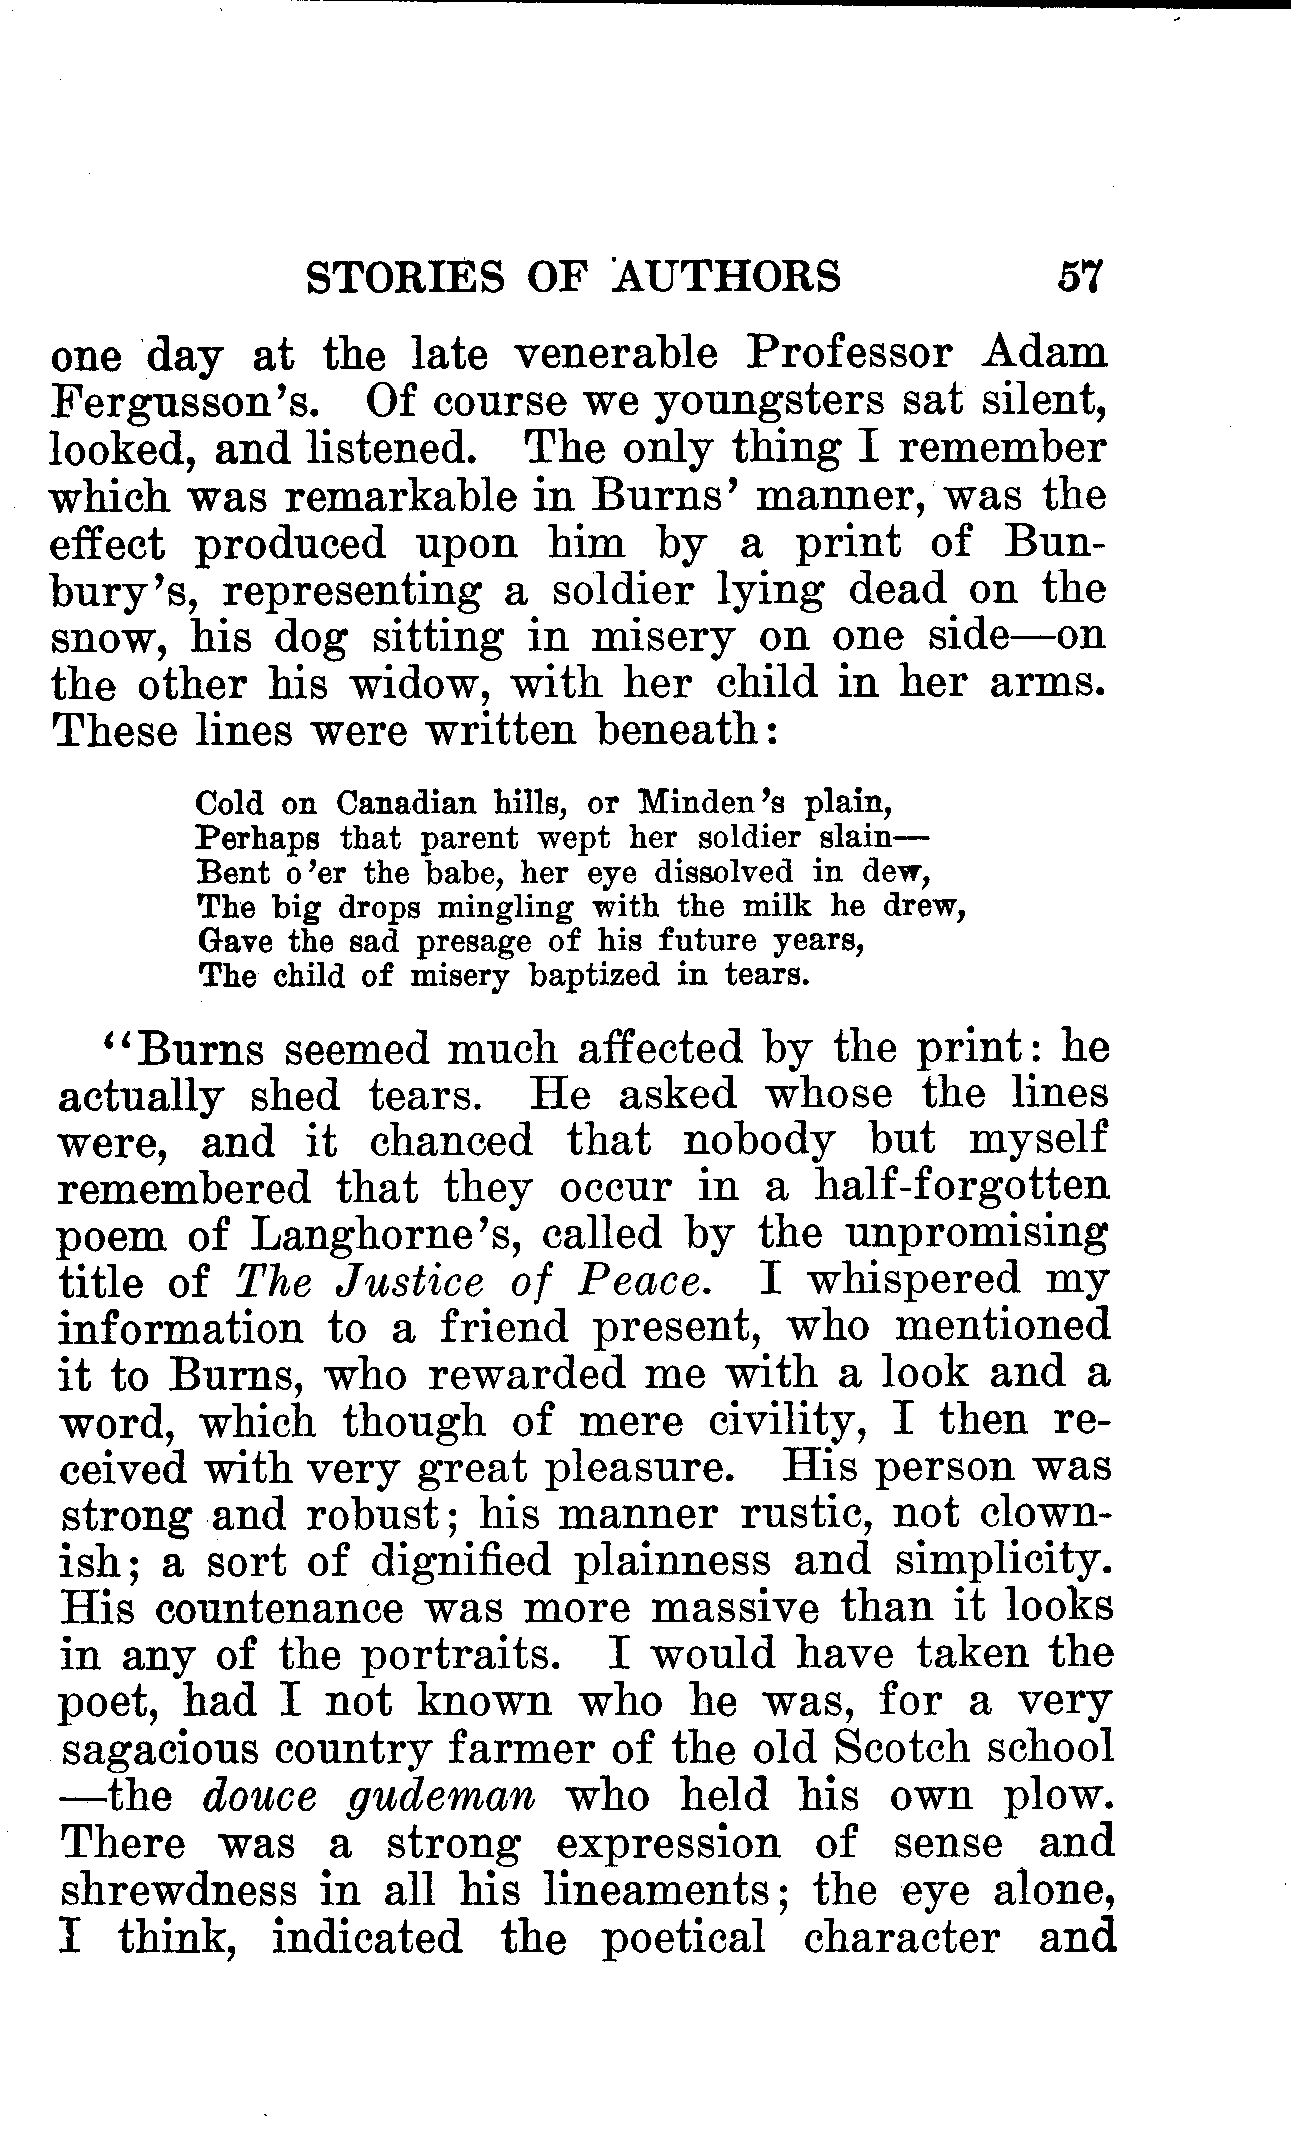 STORIES OF AUTHORS 57
one day at the late venerable Professor Adam
Fergusson's. Of course we youngsters sat silent,
looked, and listened. The only thing I remember
which was remarkable in Burns' manner, was the
effect produced upon him by a print of Bun-
bury's, representing a soldier lying dead on the
snow, his dog sitting in misery on one side—on
the other his widow, with her child in her arms.
These lines were written beneath:
Cold on Canadian hills, or Minden's plain,
Perhaps that parent wept her soldier slain—
Bent o'er the babe, her eye dissolved in dew,
The big drops mingling with the milk he drew,
Gave the sad presage of his future years,
The child of misery baptized in tears.
"Burns seemed much affected by the print: he
actually shed tears. He asked whose the lines
were, and it chanced that nobody but myself
remembered that they occur in a half-forgotten
poem of Langhorne's, called by the unpromising
title of The Justice of Peace. I whispered my
information to a friend present, who mentioned
it to Burns, who rewarded me with a look and a
word, which though of mere civility, I then re-
ceived with very great pleasure. His person was
strong and robust; his manner rustic, not clown-
ish; a sort of dignified plainness and simplicity.
His countenance was more massive than it looks
in any of the portraits. I would have taken the
poet, had I not known who he was, for a very
sagacious country farmer of the old Scotch school
—the douce gudeman who held his own plow.
There was a strong expression of sense and
shrewdness in all his lineaments; the eye alone,
I think, indicated the poetical character and